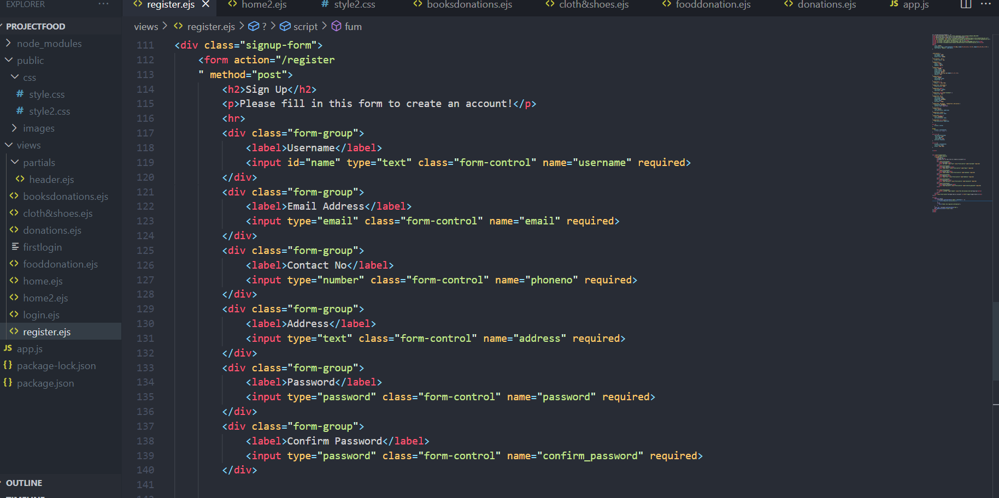 EXPLORER ···
register.ejs
home2.ejs
# style2.css
booksdonations.ejs
cloth&shoes.ejs
fooddonation.ejs
donations.ejs
JS app.js
PROJECTFOOD
node_modules
public
css
# style.css
# style2.css
images
views
partials
header.ejs
booksdonations.ejs
cloth&shoes.ejs
donations.ejs
firstlogin
fooddonation.ejs
home.ejs
home2.ejs
login.ejs
register.ejs
JS app.js
{} package-lock.json
{} package.json
OUTLINE
TIMELINE
views > register.ejs > ? > script > fum
111 <div class="signup-form">
112 <form action="/register
113 " method="post">
114 <h2>Sign Up</h2>
115 <p>Please fill in this form to create an account!</p>
116 <hr>
117 <div class="form-group">
118 <label>Username</label>
119 <input id="name" type="text" class="form-control" name="username" required>
120 </div>
121 <div class="form-group">
122 <label>Email Address</label>
123 <input type="email" class="form-control" name="email" required>
124 </div>
125 <div class="form-group">
126 <label>Contact No</label>
127 <input type="number" class="form-control" name="phoneno" required>
128 </div>
129 <div class="form-group">
130 <label>Address</label>
131 <input type="text" class="form-control" name="address" required>
132 </div>
133 <div class="form-group">
134 <label>Password</label>
135 <input type="password" class="form-control" name="password" required>
136 </div>
137 <div class="form-group">
138 <label>Confirm Password</label>
139 <input type="password" class="form-control" name="confirm_password" required>
140 </div>
141